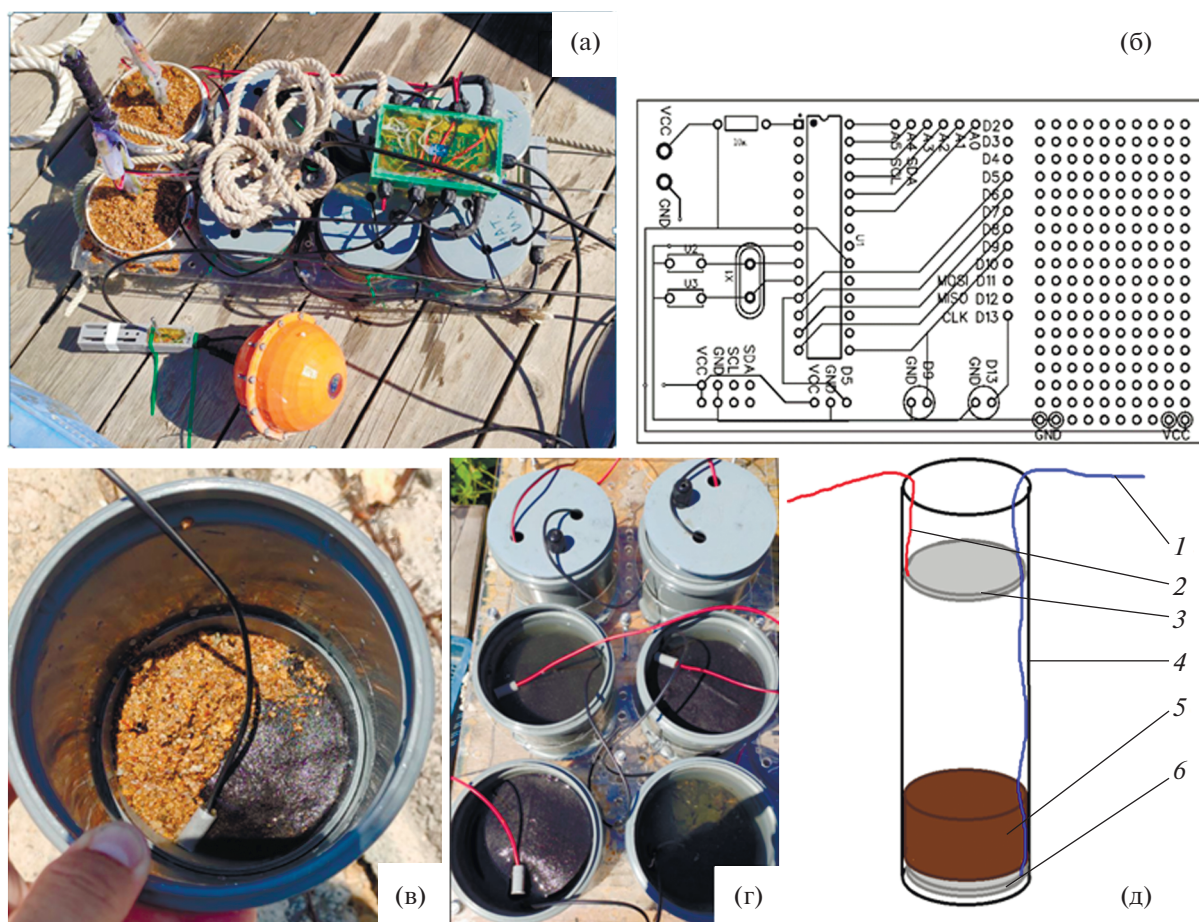 (а)
(б)
VCC
GND
10к
A5 SCL
A4 SDA
A3
A2
A1
A0
D2
D3
D4
D5
D6
D7
D8
D9
D10
MOSI D11
MISO D12
CLK D13
U1
U2
U3
VCC
GND
SCL
SDA
VCC
GND
D5
GND
D9
GND
D13
GND
VCC
(в)
(г)
(д)
1
2
3
4
5
6